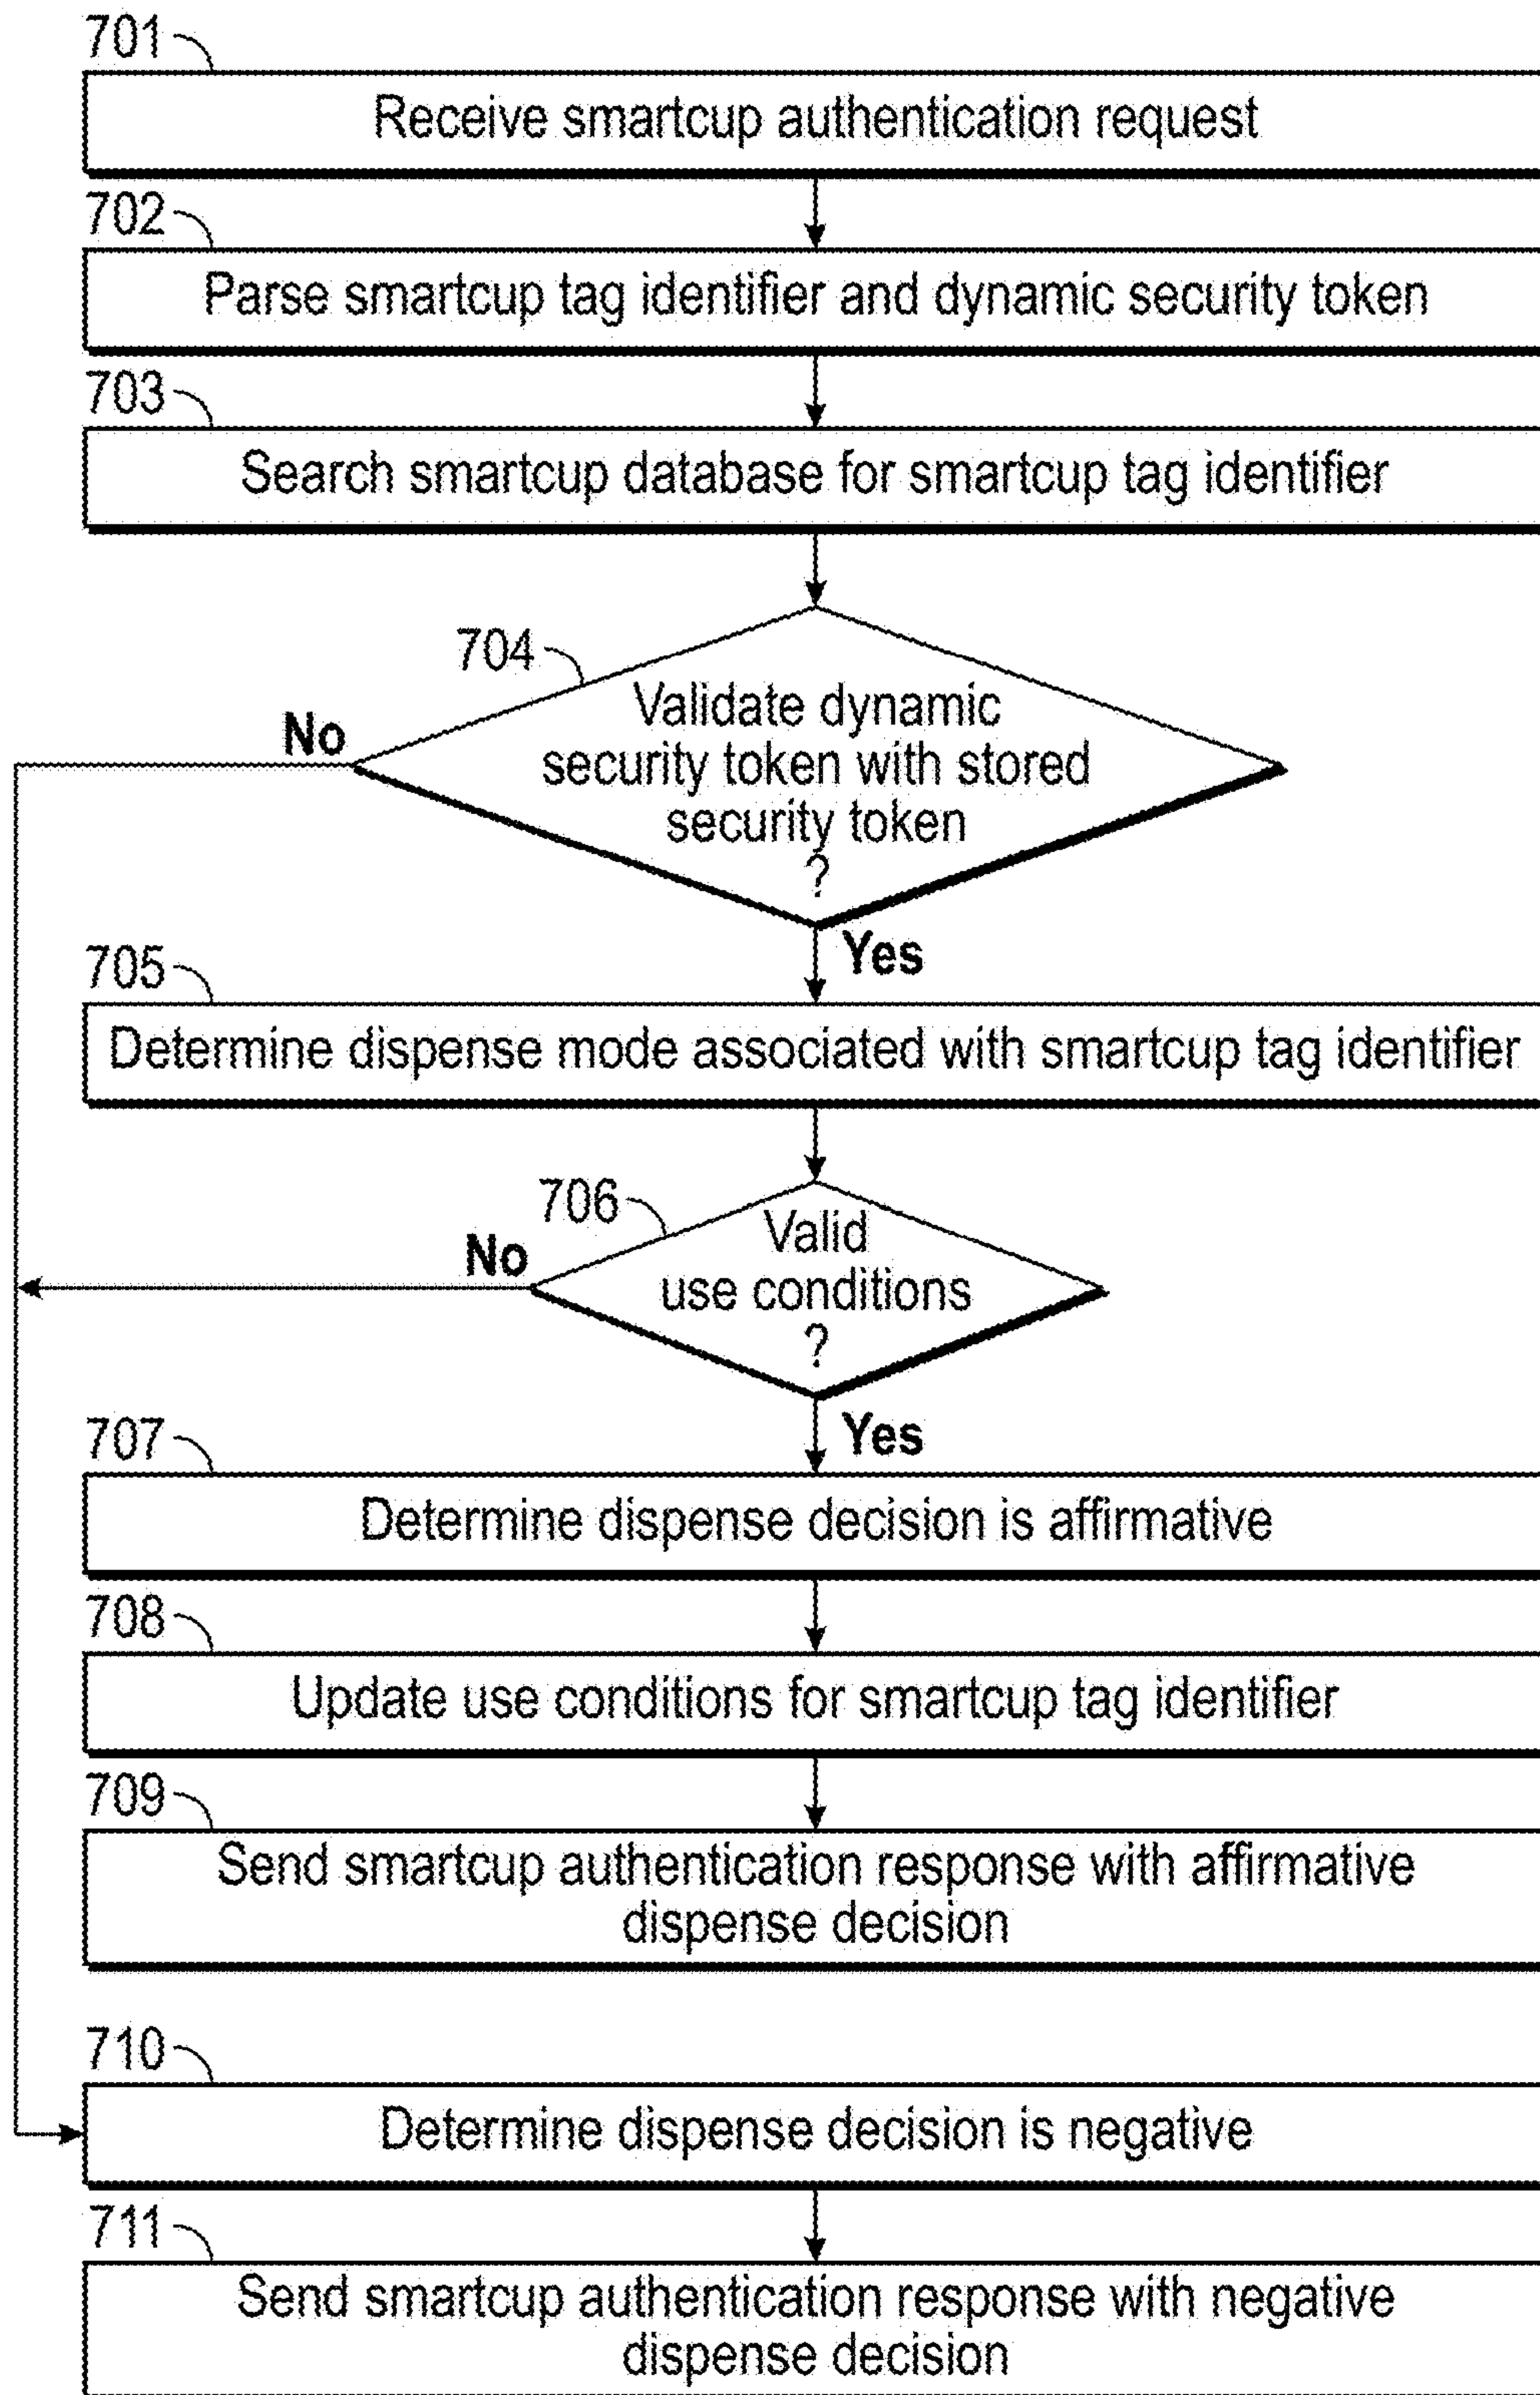 701
Receive smartcup authentication request
702
Parse smartcup tag identifier and dynamic security token
703
Search smartcup database for smartcup tag identifier
704
No
Validate dynamic
security token with stored
security token
?
Yes
705
Determine dispense mode associated with smartcup tag identifier
706
No
Valid
use conditions
?
Yes
707
Determine dispense decision is affirmative
708
Update use conditions for smartcup tag identifier
709
Send smartcup authentication response with affirmative
dispense decision
710
Determine dispense decision is negative
711
Send smartcup authentication response with negative
dispense decision